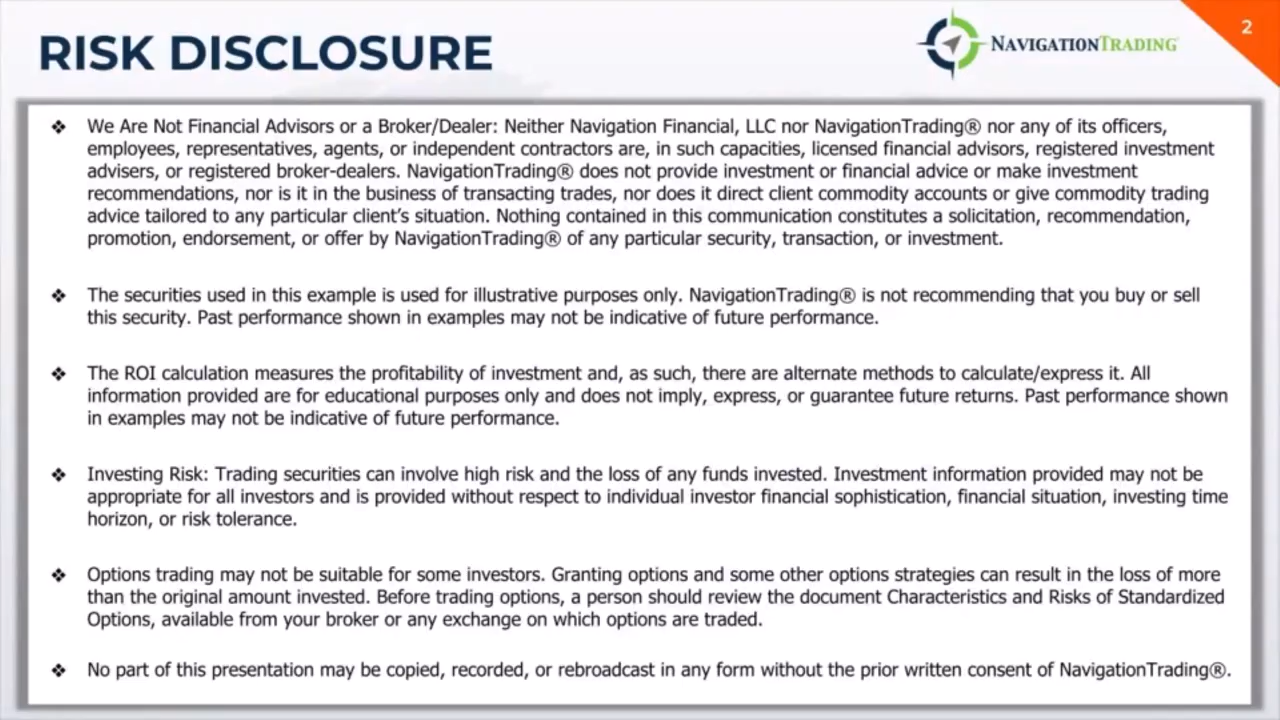 RISK DISCLOSURE
NAVIGATIONTRADING®
2
❖ We Are Not Financial Advisors or a Broker/Dealer: Neither Navigation Financial, LLC nor NavigationTrading® nor any of its officers,
employees, representatives, agents, or independent contractors are, in such capacities, licensed financial advisors, registered investment
advisers, or registered broker-dealers. NavigationTrading® does not provide investment or financial advice or make investment
recommendations, nor is it in the business of transacting trades, nor does it direct client commodity accounts or give commodity trading
advice tailored to any particular client's situation. Nothing contained in this communication constitutes a solicitation, recommendation,
promotion, endorsement, or offer by NavigationTrading® of any particular security, transaction, or investment.
❖ The securities used in this example is used for illustrative purposes only. NavigationTrading® is not recommending that you buy or sell
this security. Past performance shown in examples may not be indicative of future performance.
❖ The ROI calculation measures the profitability of investment and, as such, there are alternate methods to calculate/express it. All
information provided are for educational purposes only and does not imply, express, or guarantee future returns. Past performance shown
in examples may not be indicative of future performance.
❖ Investing Risk: Trading securities can involve high risk and the loss of any funds invested. Investment information provided may not be
appropriate for all investors and is provided without respect to individual investor financial sophistication, financial situation, investing time
horizon, or risk tolerance.
❖ Options trading may not be suitable for some investors. Granting options and some other options strategies can result in the loss of more
than the original amount invested. Before trading options, a person should review the document Characteristics and Risks of Standardized
Options, available from your broker or any exchange on which options are traded.
❖ No part of this presentation may be copied, recorded, or rebroadcast in any form without the prior written consent of NavigationTrading®.